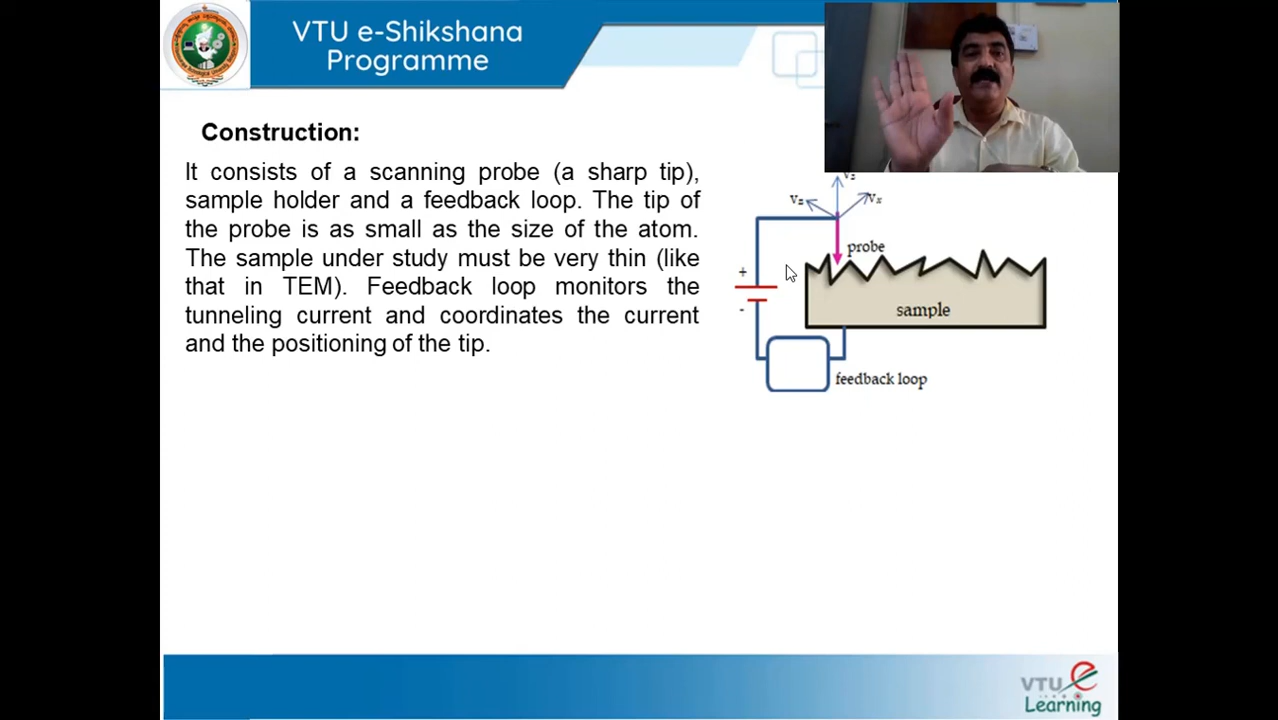 VTU e-Shikshana
Programme
Construction:
It consists of a scanning probe (a sharp tip),
sample holder and a feedback loop. The tip of
the probe is as small as the size of the atom.
The sample under study must be very thin (like
that in TEM). Feedback loop monitors the
tunneling current and coordinates the current
and the positioning of the tip.
Vz
Vx
probe
+
-
sample
feedback loop
VTU e
Learning